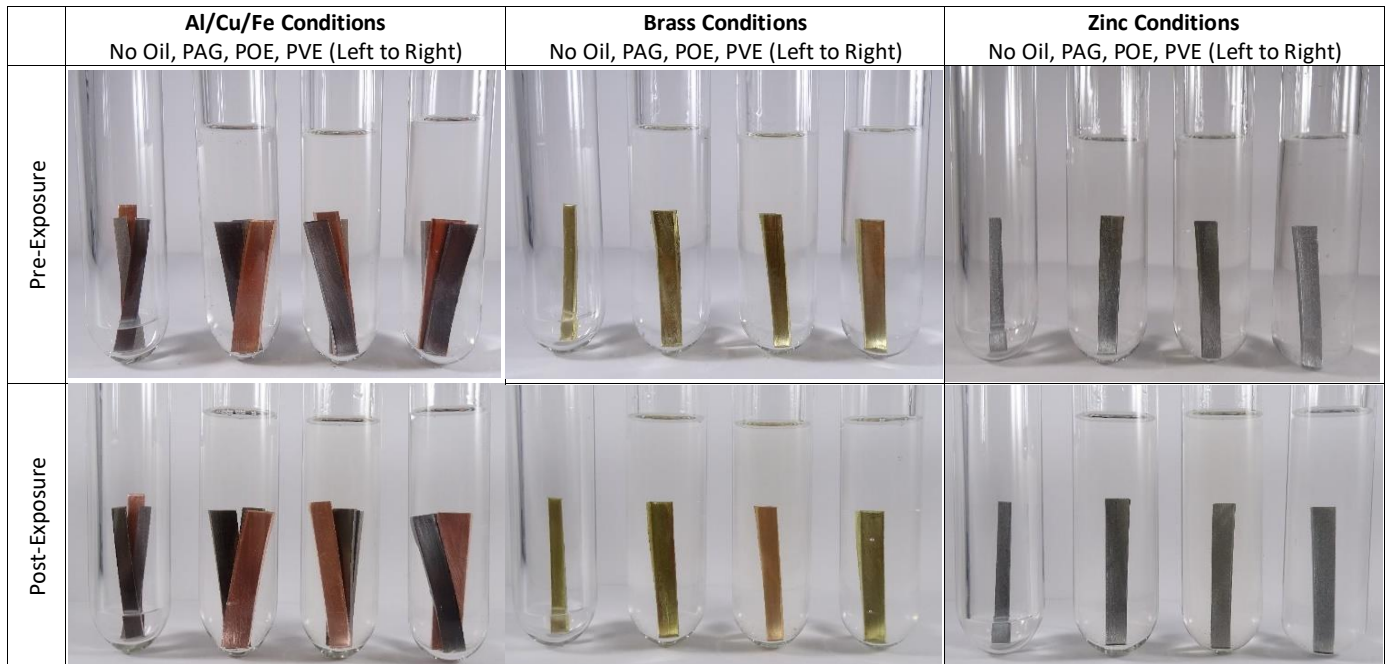 Al/Cu/Fe Conditions
No Oil, PAG, POE, PVE (Left to Right)
Brass Conditions
No Oil, PAG, POE, PVE (Left to Right)
Zinc Conditions
No Oil, PAG, POE, PVE (Left to Right)
Pre-Exposure
Post-Exposure